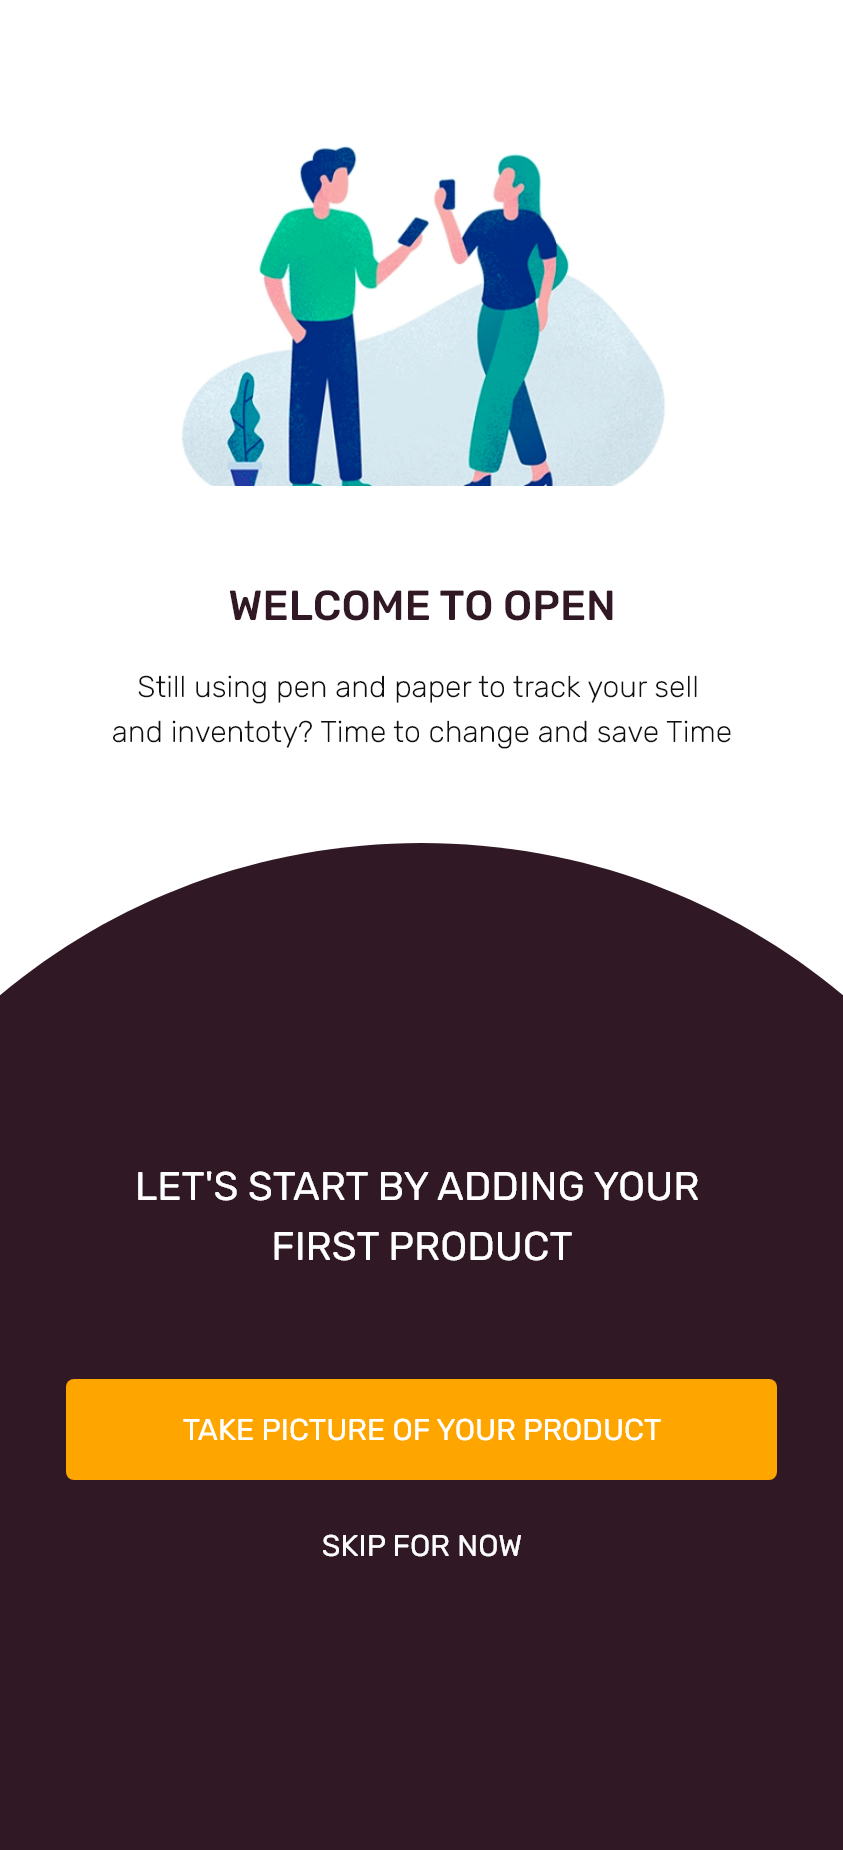 WELCOME TO OPEN
Still using pen and paper to track your sell
and inventoty? Time to change and save Time
LET'S START BY ADDING YOUR
FIRST PRODUCT
TAKE PICTURE OF YOUR PRODUCT
SKIP FOR NOW